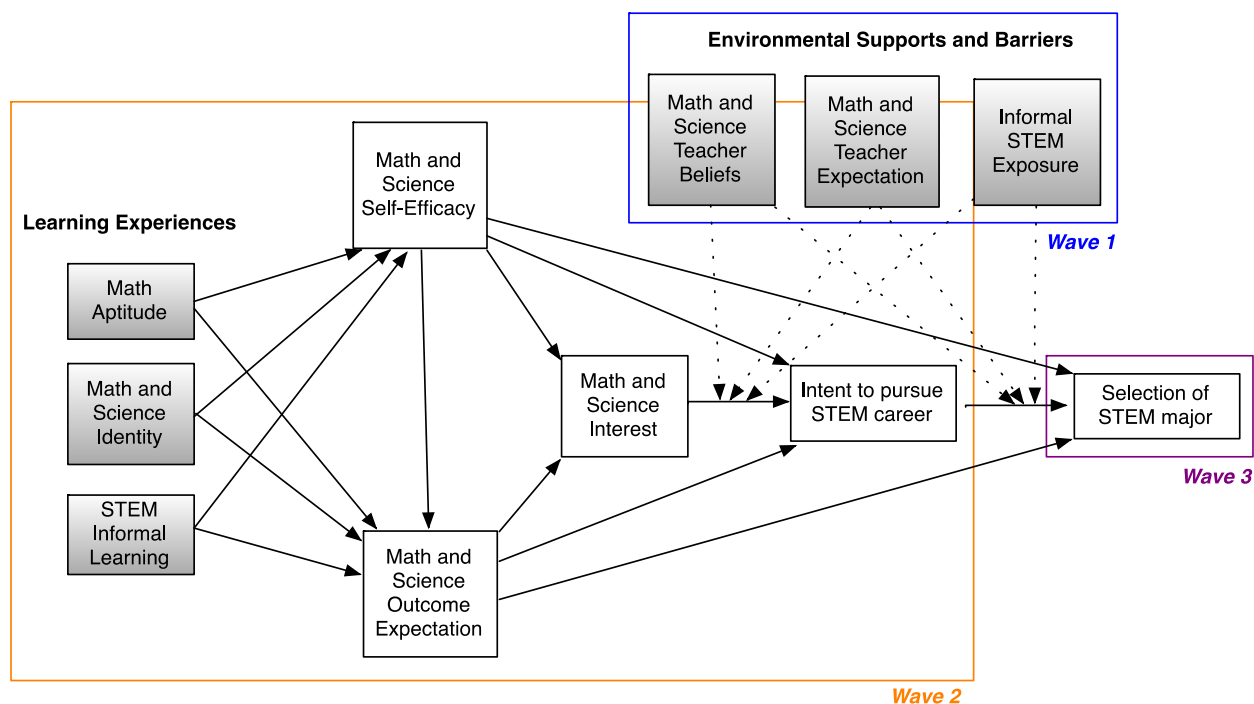 Environmental Supports and Barriers
Math and
Science
Teacher
Beliefs
Math and
Science
Teacher
Expectation
Informal
STEM
Exposure
Wave 1
Math and
Science
Self-Efficacy
Learning Experiences
Math
Aptitude
Math and
Science
Identity
STEM
Informal
Learning
Math and
Science
Interest
Intent to pursue
STEM career
Selection of
STEM major
Wave 3
Math and
Science
Outcome
Expectation
Wave 2